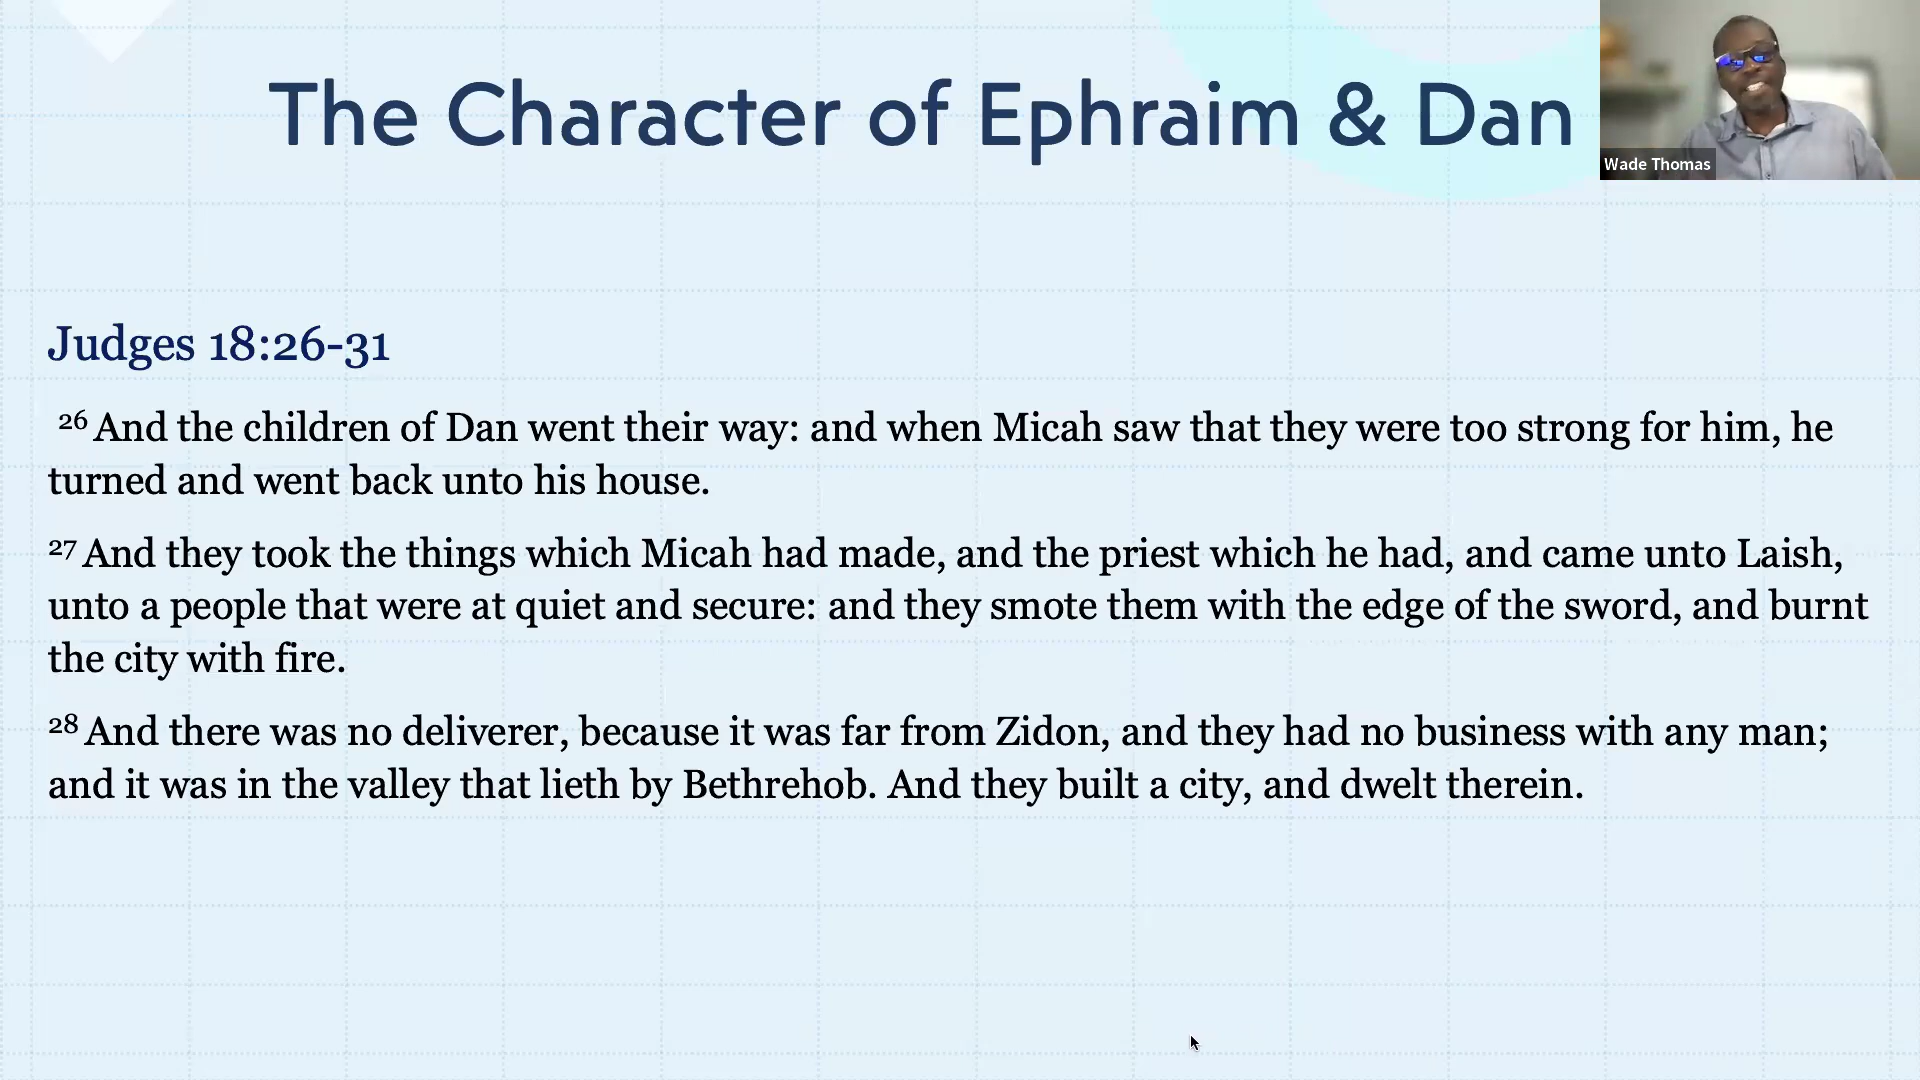 The Character of Ephraim & Dan
Wade Thomas
Judges 18:26-31
26 And the children of Dan went their way: and when Micah saw that they were too strong for him, he
turned and went back unto his house.
27 And they took the things which Micah had made, and the priest which he had, and came unto Laish,
unto a people that were at quiet and secure: and they smote them with the edge of the sword, and burnt
the city with fire.
28 And there was no deliverer, because it was far from Zidon, and they had no business with any man;
and it was in the valley that lieth by Bethrehob. And they built a city, and dwelt therein.